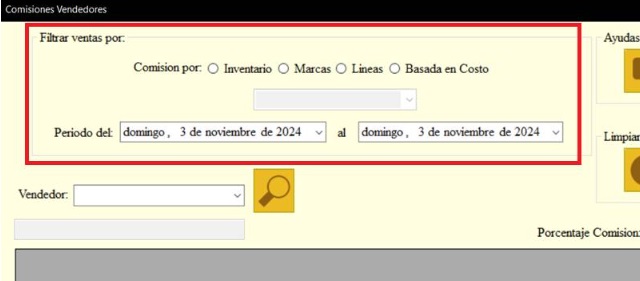 Comisiones Vendedores
Filtrar ventas por:
Ayudas
Comision por: Inventario Marcas Lineas Basada en Costo
Periodo del: domingo , 3 de noviembre de 2024 al domingo , 3 de noviembre de 2024
Limpiar
Vendedor:
Porcentaje Comision: